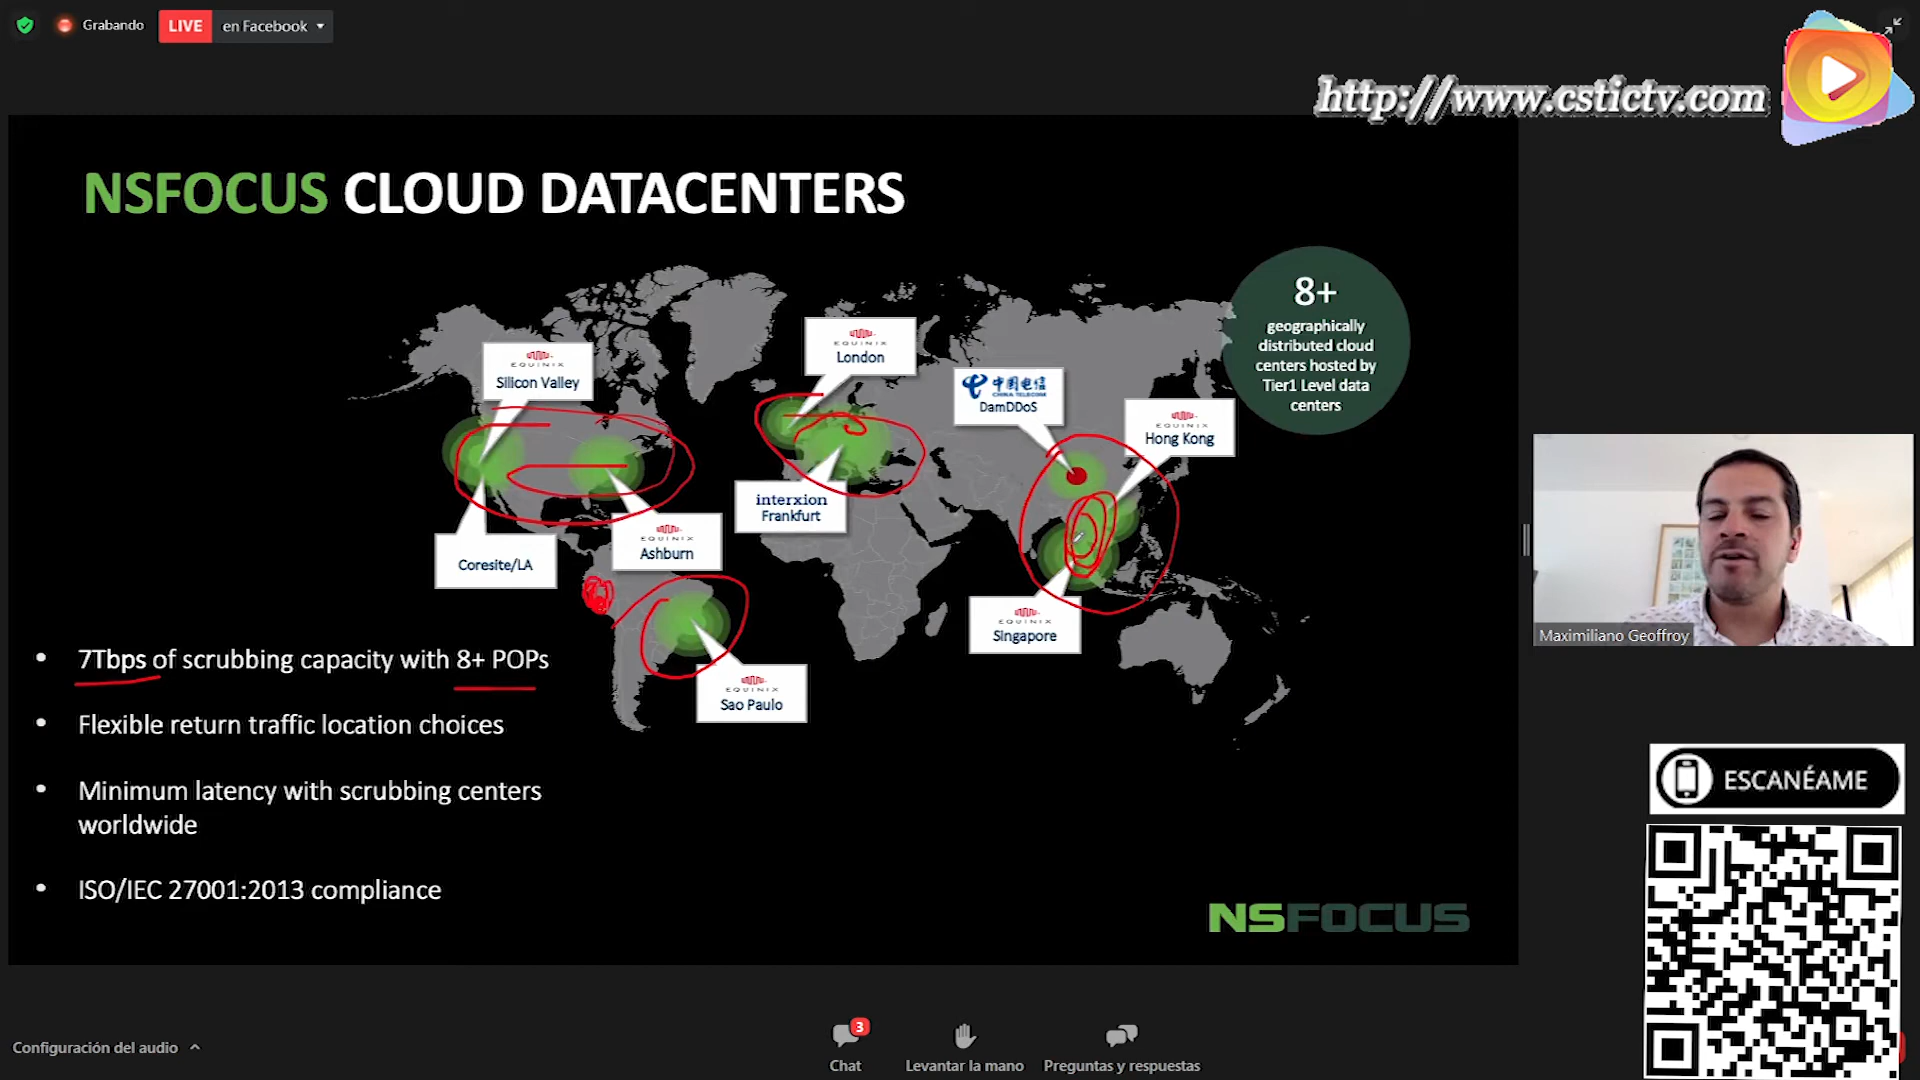 Grabando
LIVE en Facebook
http://www.cstictv.com
NSFOCUS CLOUD DATACENTERS
8+
geographically
distributed cloud
centers hosted by
Tier1 Level data
centers
EQUINIX
Silicon Valley
EQUINIX
London
中国电信
CHINA TELECOM
DamDDoS
EQUINIX
Hong Kong
interxion
Frankfurt
EQUINIX
Ashburn
Coresite/LA
EQUINIX
Singapore
EQUINIX
Sao Paulo
7Tbps of scrubbing capacity with 8+ POPs
Flexible return traffic location choices
Minimum latency with scrubbing centers
worldwide
ISO/IEC 27001:2013 compliance
NSFOCUS
Maximiliano Geoffroy
ESCANÉAME
Configuración del audio
3
Chat
Levantar la mano
Preguntas y respuestas